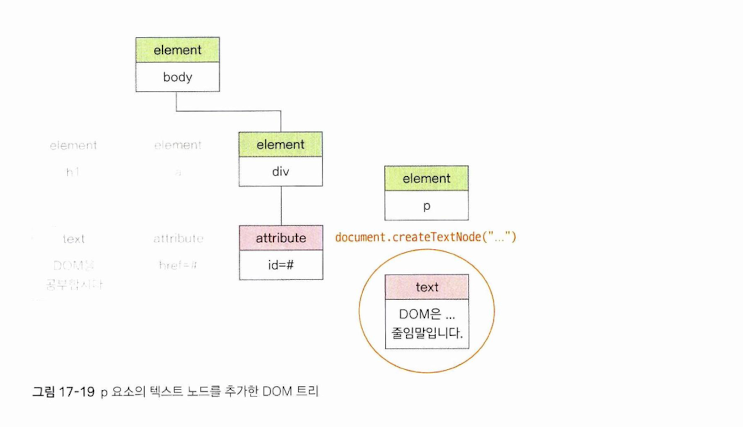 element
body
element
element
element
h1
a
div
element
p
text
attribute
attribute
document.createTextNode("...")
DOM은
href=#
id=#
공부합시다
text
DOM은 ...
줄임말입니다.
그림 17-19 p 요소의 텍스트 노드를 추가한 DOM 트리